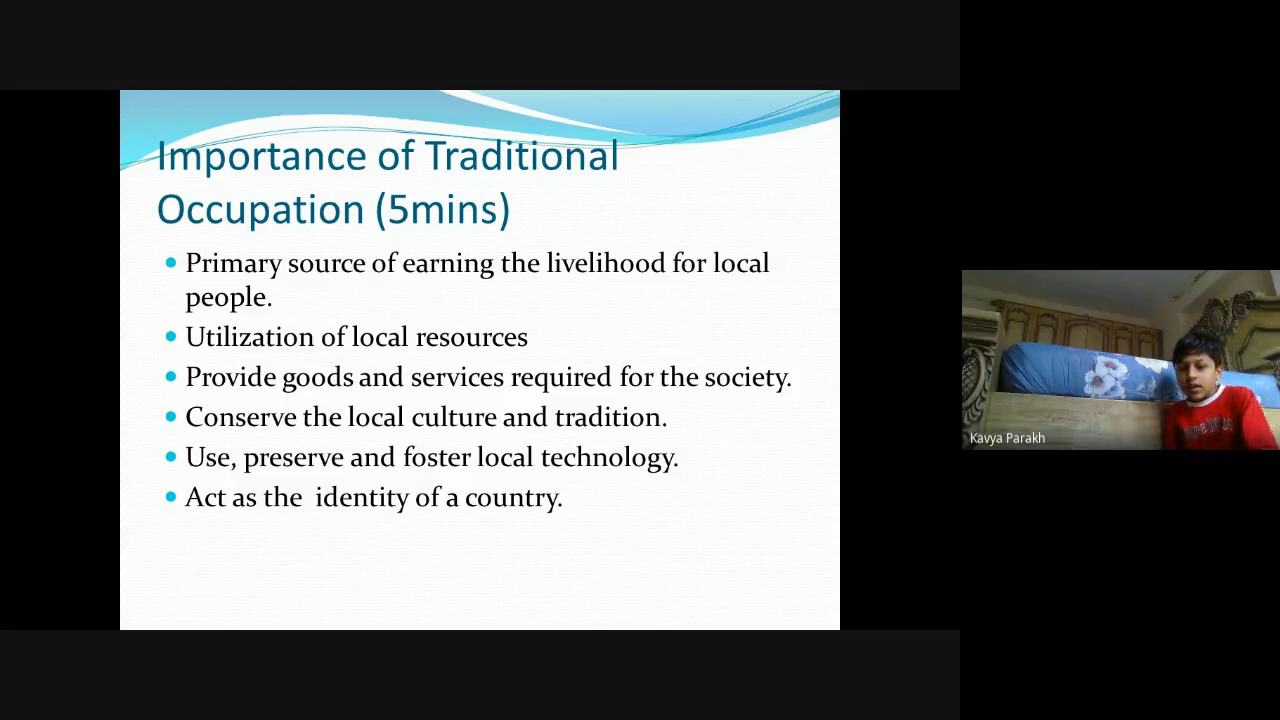 Importance of Traditional
Occupation (5mins)
Primary source of earning the livelihood for local
people.
Utilization of local resources
Provide goods and services required for the society.
Conserve the local culture and tradition.
Use, preserve and foster local technology.
Act as the  identity of a country.
Kavya Parakh